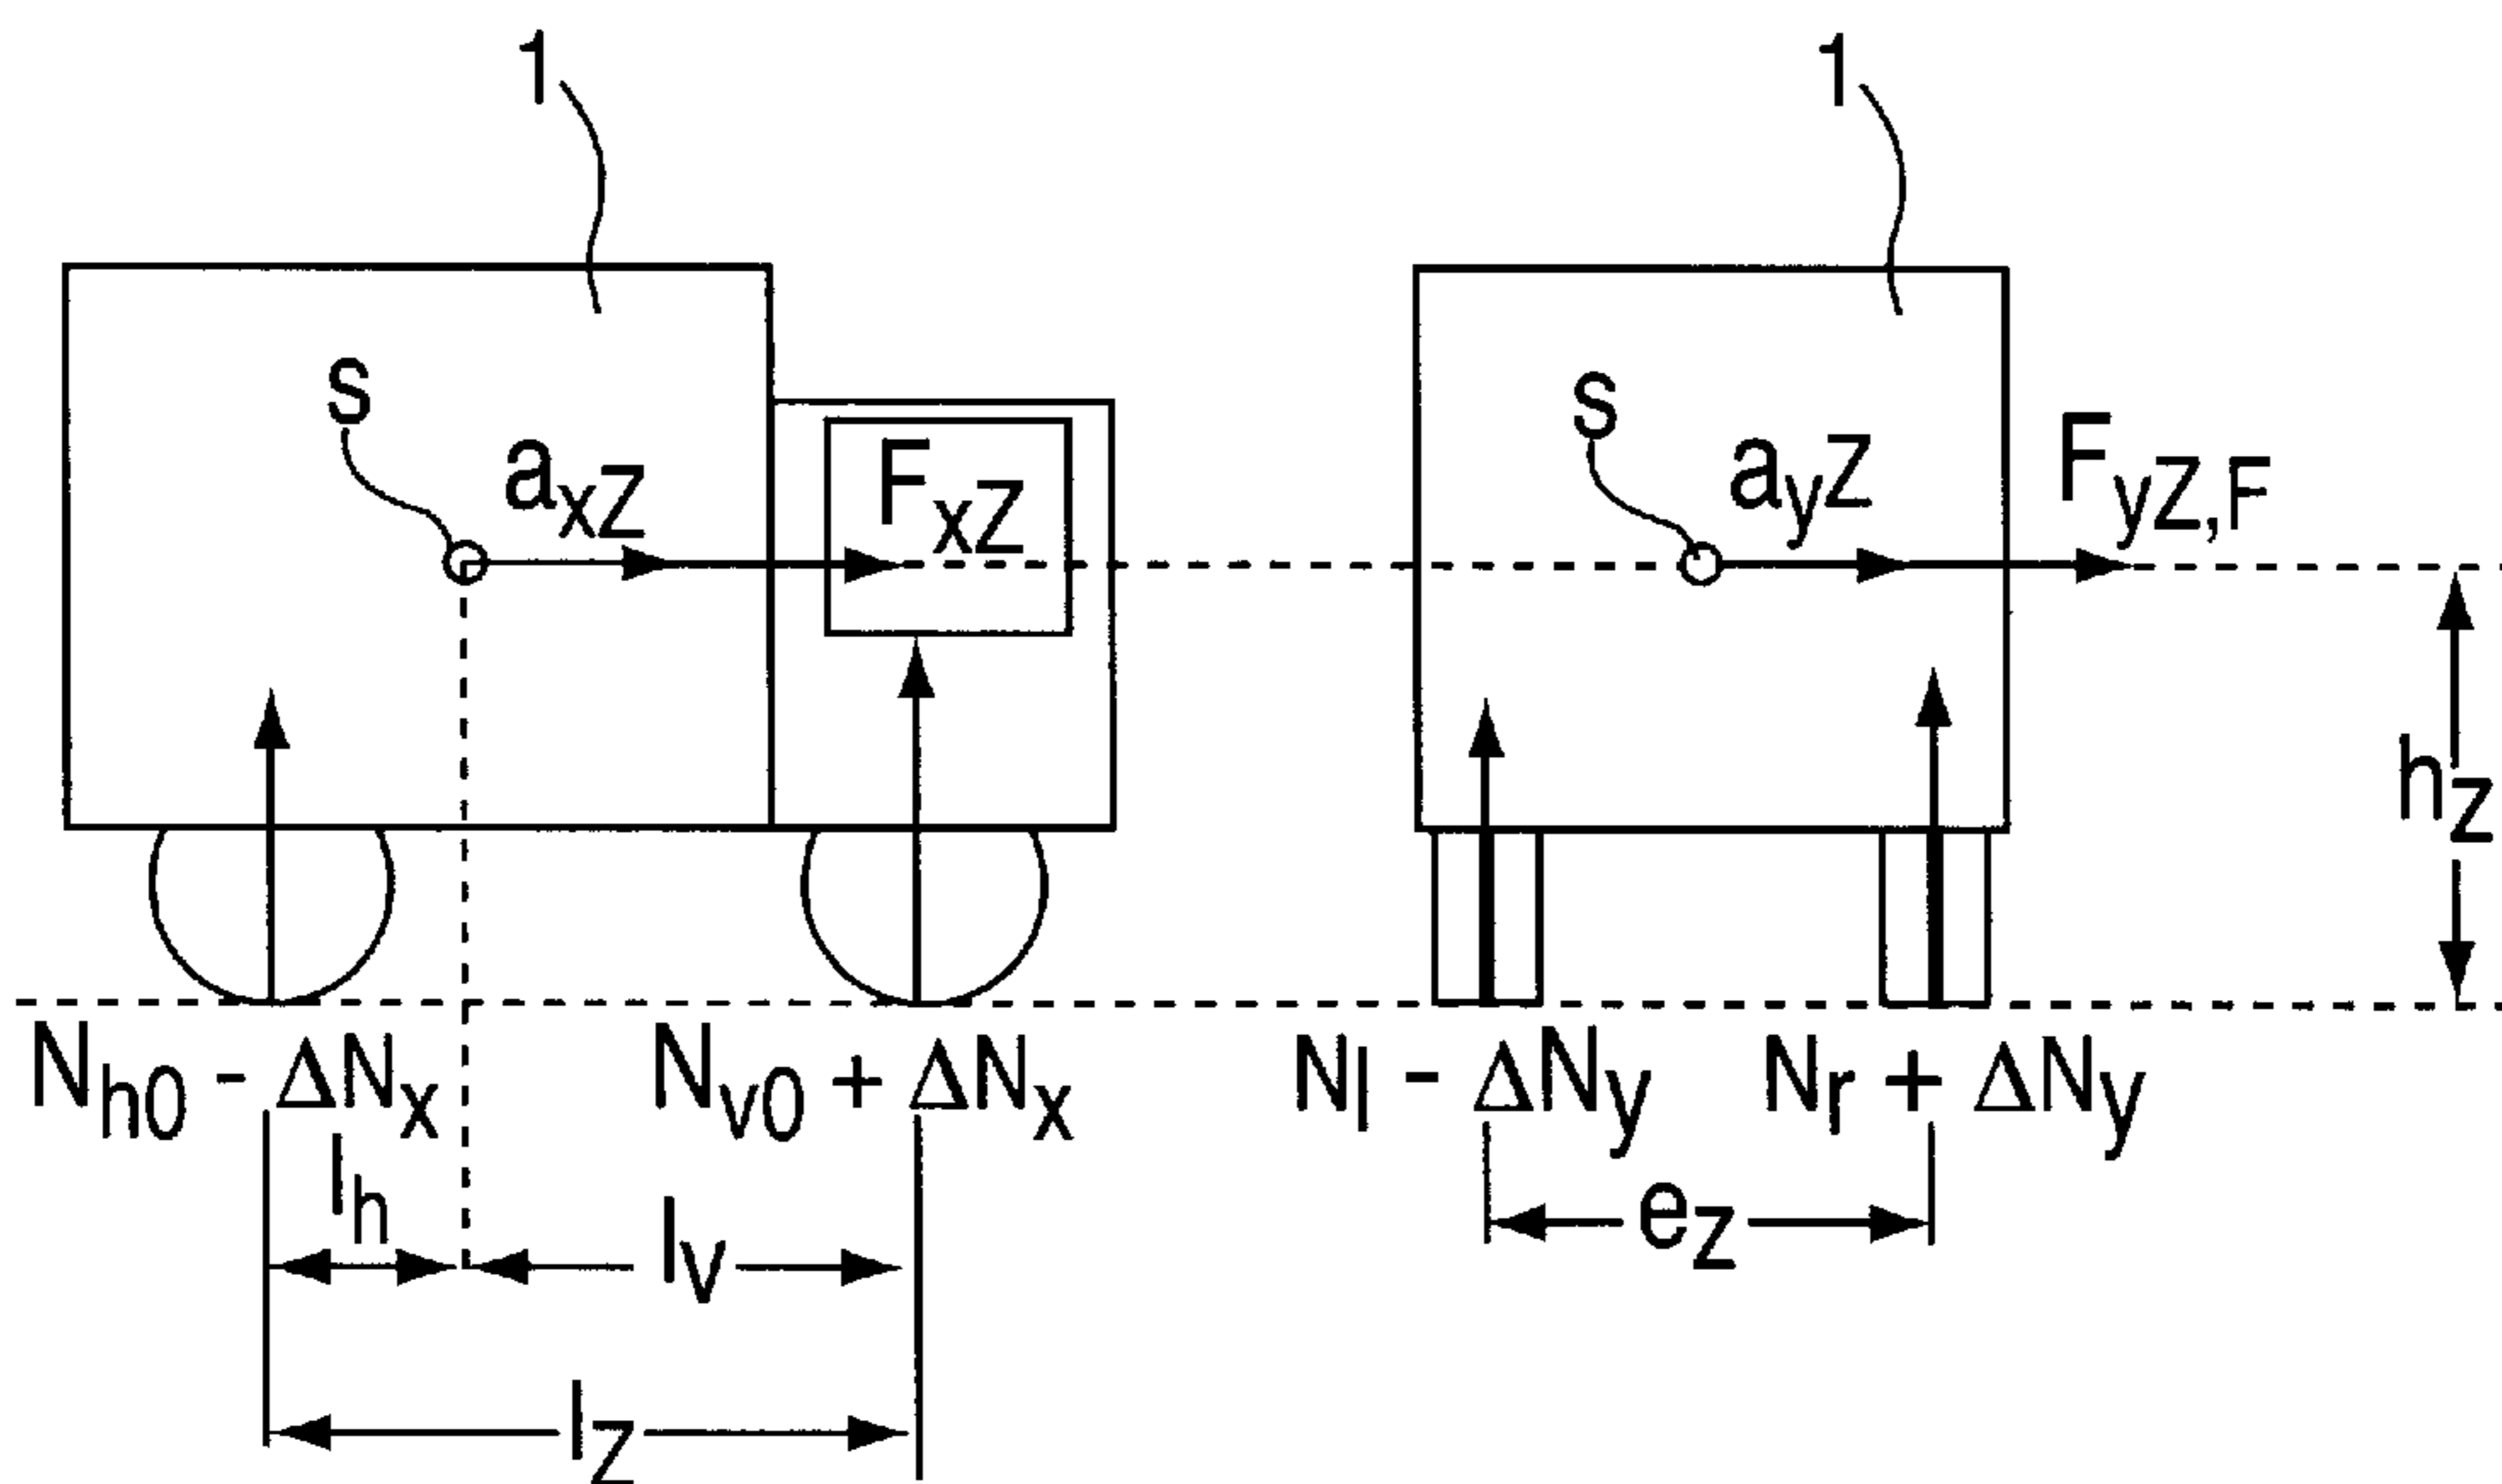 1
1
s
a_xZ
F_xZ
s
a_yZ
F_yZ,F
h_Z
N_h0 - ΔN_x
N_v0 + ΔN_x
N_l - ΔN_y
N_r + ΔN_y
l_h
l_v
e_Z
l_Z